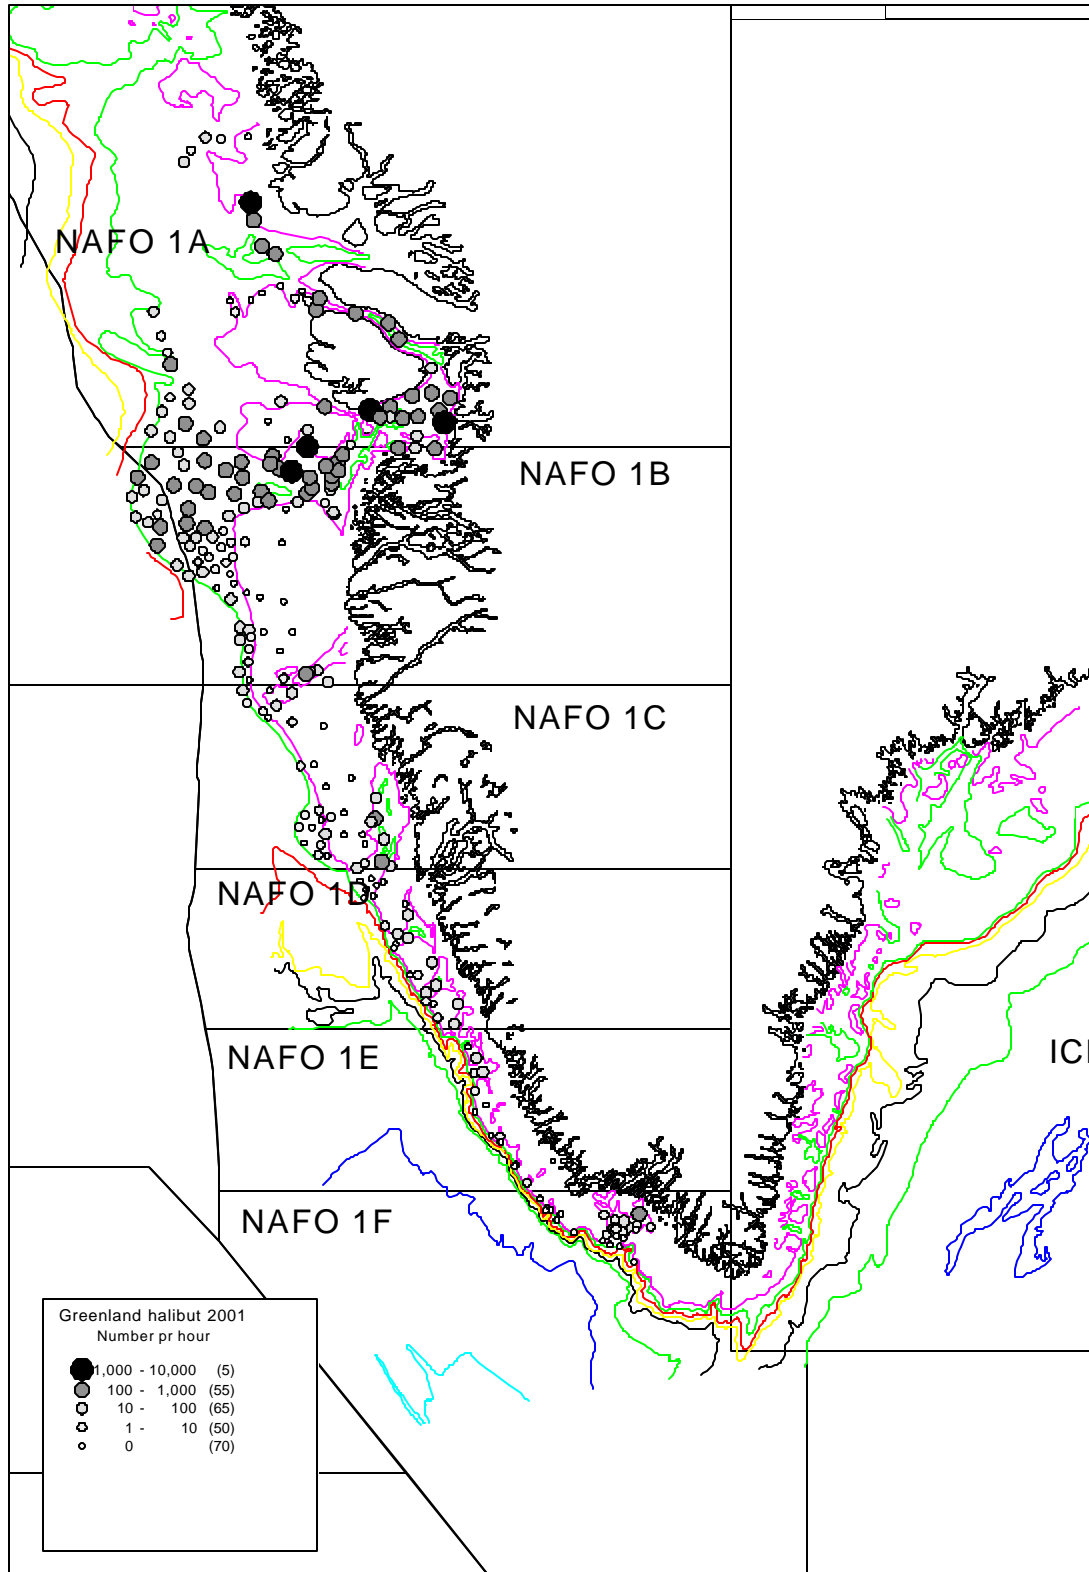 NAFO 1A
NAFO 1B
NAFO 1C
NAFO 1D
NAFO 1E
ICE
NAFO 1F
Greenland halibut 2001
Number pr hour
1,000 - 10,000 (5)
100 - 1,000 (55)
10 - 100 (65)
1 - 10 (50)
0 (70)